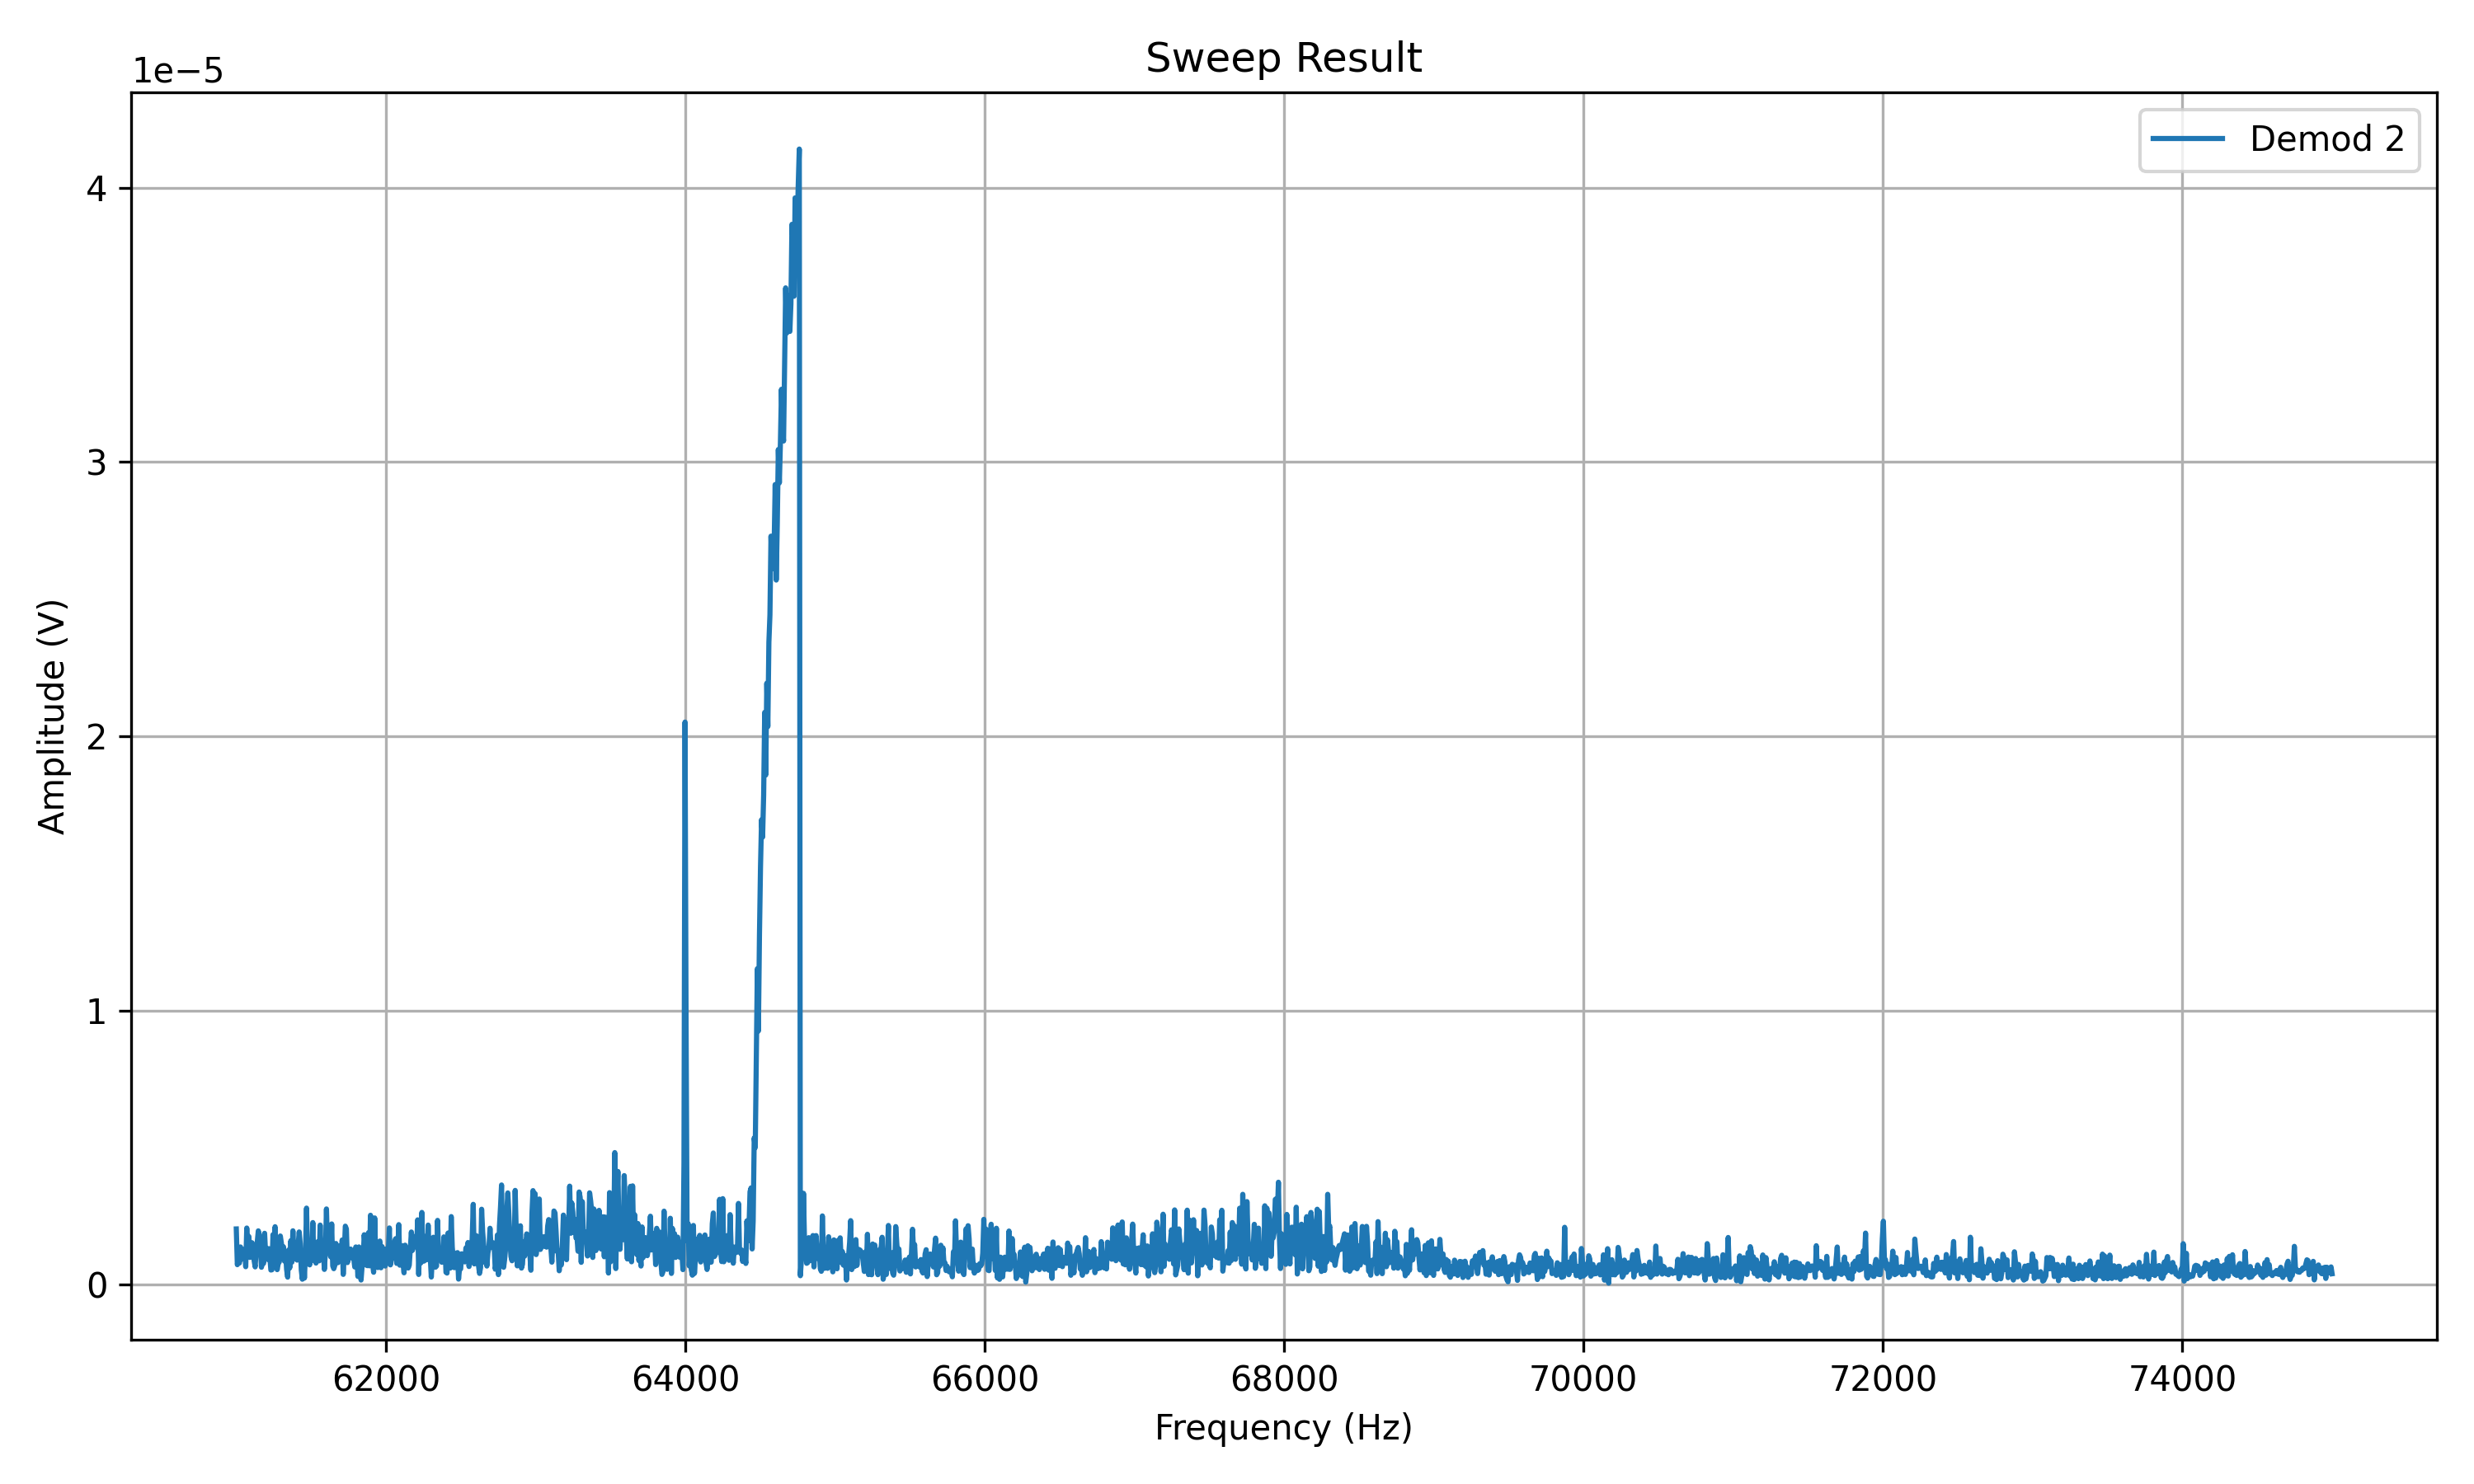 Sweep Result
1e−5
Demod 2
4
3
2
1
0
Amplitude (V)
62000 64000 66000 68000 70000 72000 74000
Frequency (Hz)